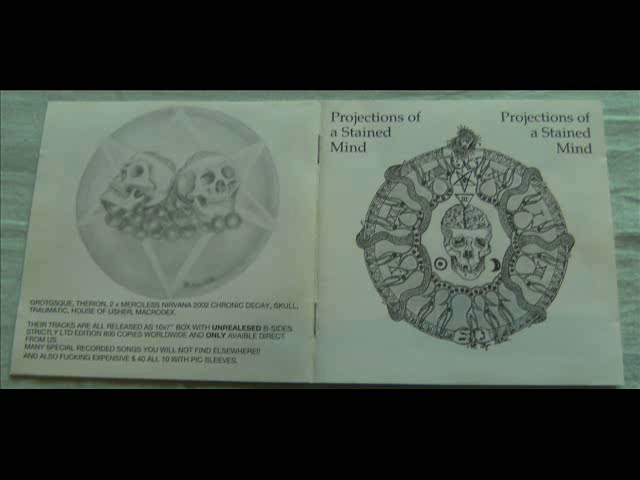 GROTGSQUE, THERION, 2 x MERCILESS NIRVANA 2002 CHRONIC DECAY, SKULL,
TRAUMATIC, HOUSE OF USHER, MACRODEX.
THEIR TRACKS ARE ALL RELEASED AS 10x7" BOX WITH UNREALESED B-SIDES.
STRICTLY LTD EDITION 800 COPIES WORLDWIDE AND ONLY AVAIBLE DIRECT
FROM US.
MANY SPECIAL RECORDED SONGS YOU WILL NOT FIND ELSEWHERE!!
AND ALSO FUCKING EXPENSIVE $ 40 ALL 10 WITH PIC SLEEVES.
Projections of
a Stained
Mind
Projections of
a Stained
Mind